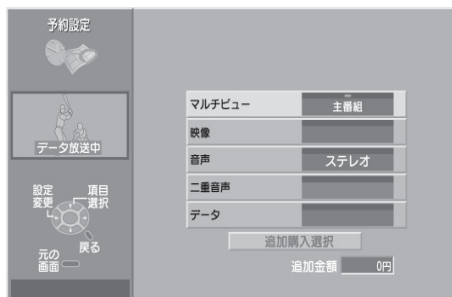 予約設定
データ放送中
設定
変更
項目
選択
戻る
元の
画面
マルチビュー 主番組
映像
音声 ステレオ
二重音声
データ
追加購入選択
追加金額 0円